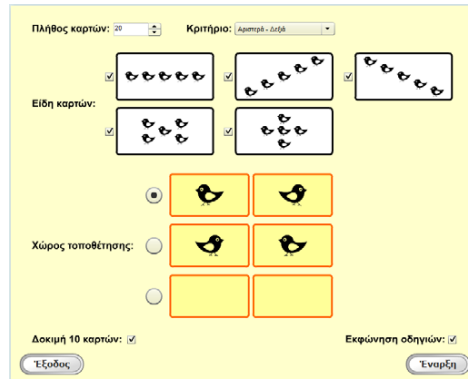 Πλήθος καρτών: 20 Κριτήριο: Αριστερά - Δεξιά
Είδη καρτών:
Χώρος τοποθέτησης:
Δοκιμή 10 καρτών: Εκφώνηση οδηγιών:
Έξοδος Έναρξη